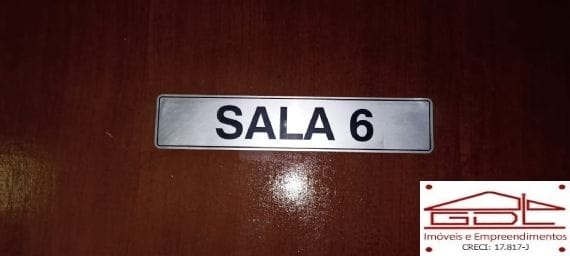 SALA 6
GDL
Imóveis e Empreendimentos
CRECI: 17.817-J